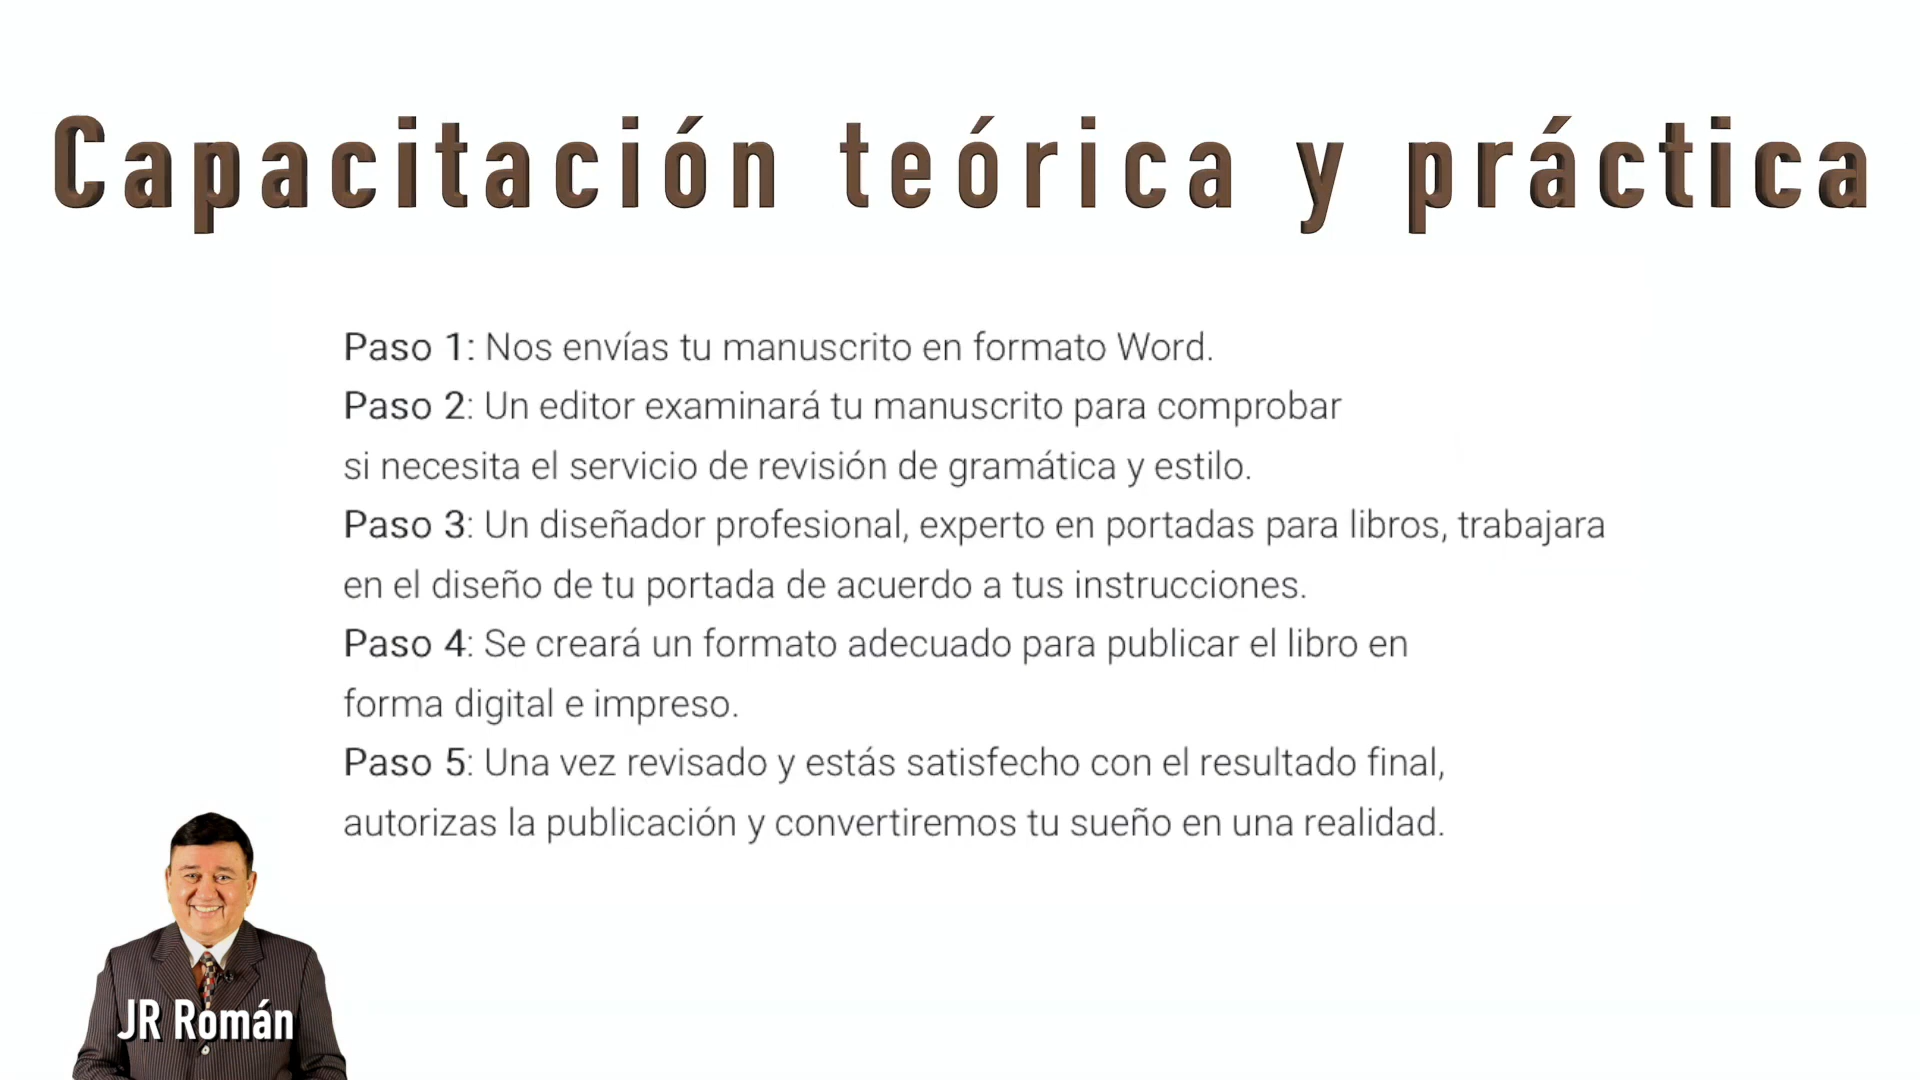 Capacitación teórica y práctica
Paso 1: Nos envías tu manuscrito en formato Word.
Paso 2: Un editor examinará tu manuscrito para comprobar
si necesita el servicio de revisión de gramática y estilo.
Paso 3: Un diseñador profesional, experto en portadas para libros, trabajara
en el diseño de tu portada de acuerdo a tus instrucciones.
Paso 4: Se creará un formato adecuado para publicar el libro en
forma digital e impreso.
Paso 5: Una vez revisado y estás satisfecho con el resultado final,
autorizas la publicación y convertiremos tu sueño en una realidad.
JR Román